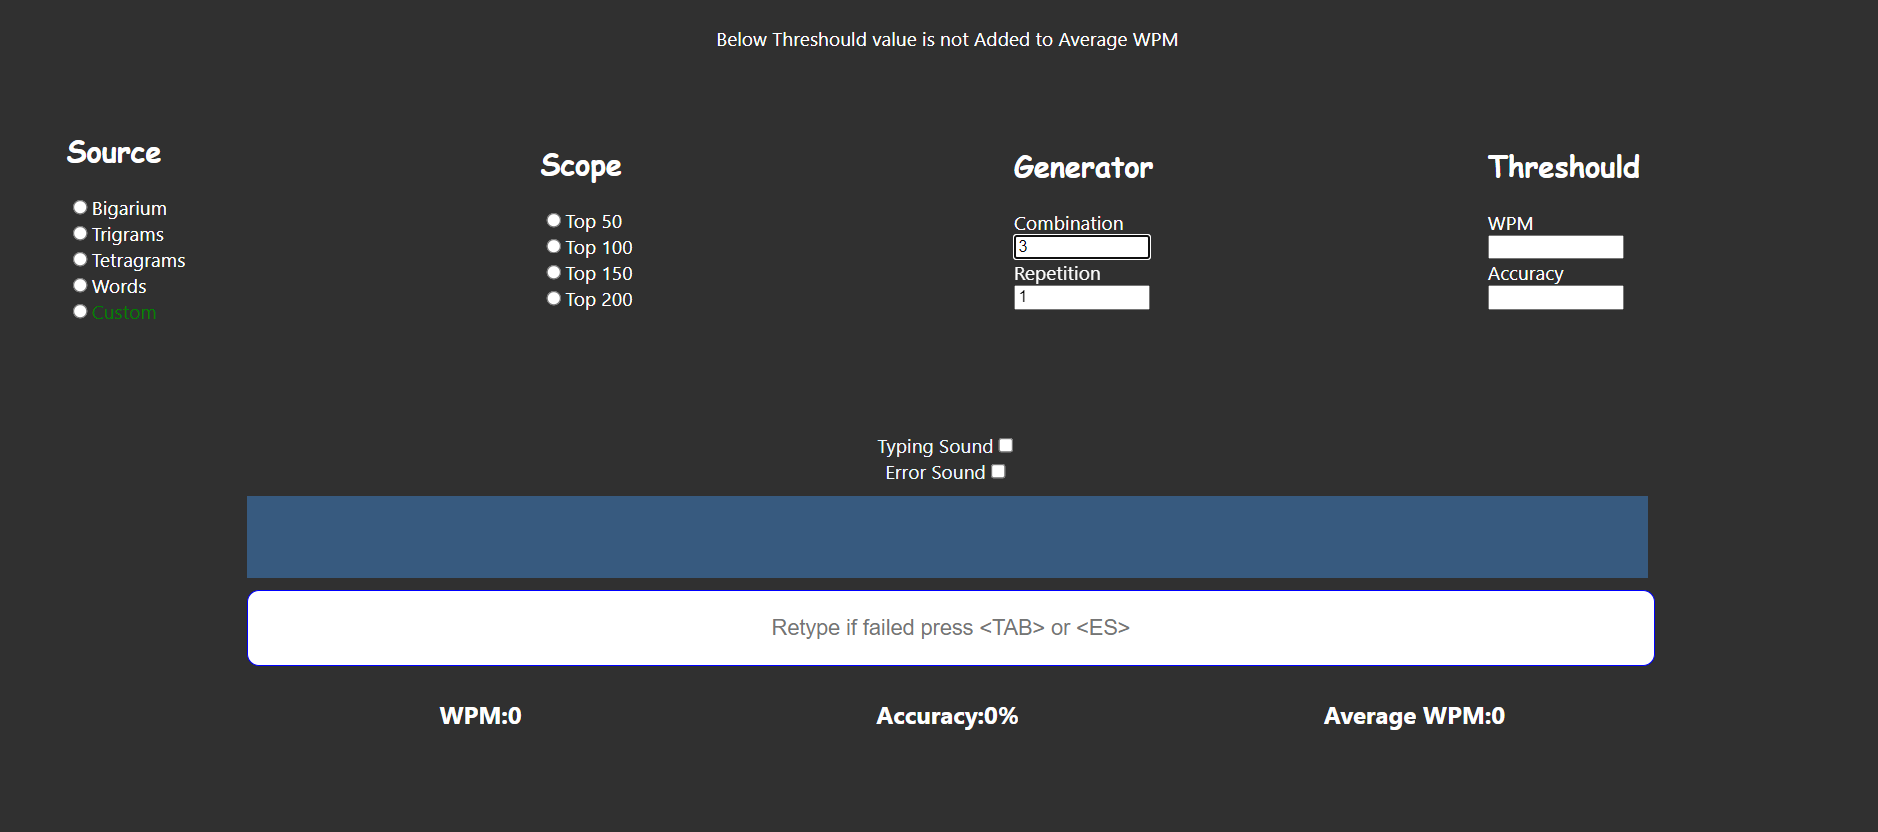 Below Threshould value is not Added to Average WPM
Source
Bigarium
Trigrams
Tetragrams
Words
Custom
Scope
Top 50
Top 100
Top 150
Top 200
Generator
Combination
3
Repetition
1
Threshould
WPM
Accuracy
Typing Sound
Error Sound
Retype if failed press <TAB> or <ES>
WPM:0
Accuracy:0%
Average WPM:0